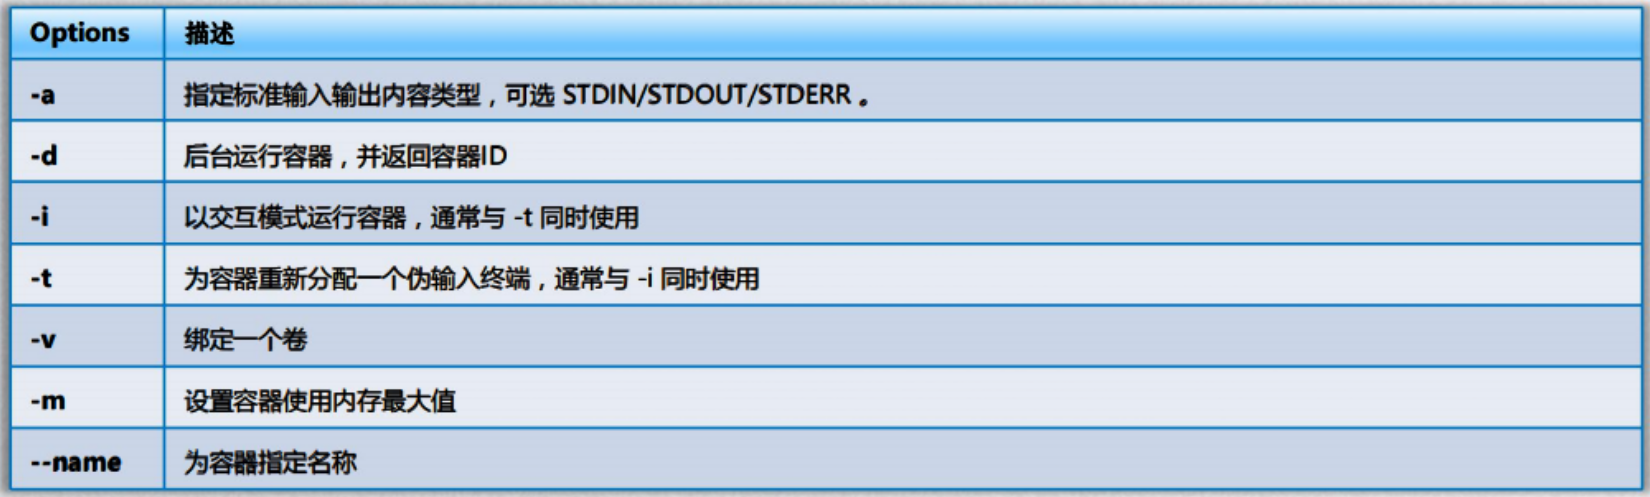 Options 描述
-a 指定标准输入输出内容类型，可选 STDIN/STDOUT/STDERR 。
-d 后台运行容器，并返回容器ID
-i 以交互模式运行容器，通常与 -t 同时使用
-t 为容器重新分配一个伪输入终端，通常与 -i 同时使用
-v 绑定一个卷
-m 设置容器使用内存最大值
--name 为容器指定名称